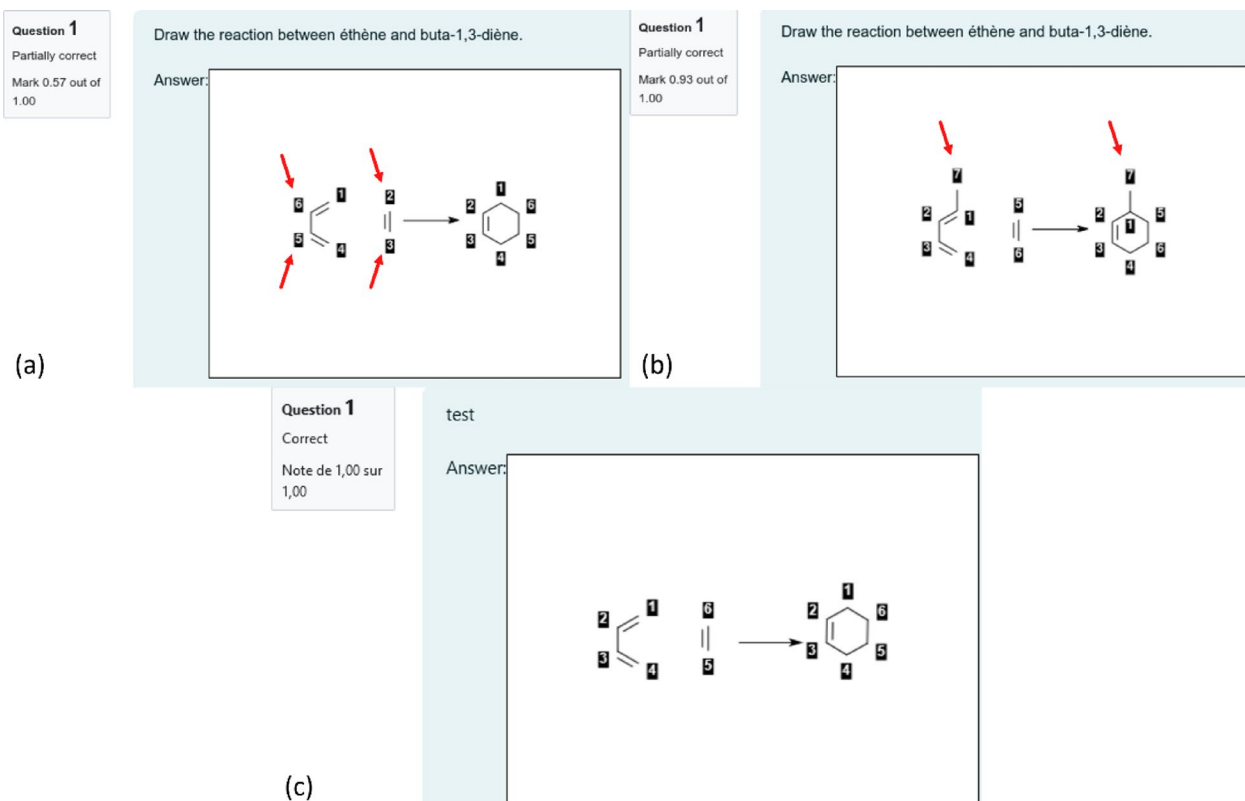 Question 1
Partially correct
Mark 0.57 out of
1.00
Draw the reaction between éthène and buta-1,3-diène.
Answer:
6
1
5
4
2
3
1
2
6
3
5
4
(a)
Question 1
Partially correct
Mark 0.93 out of
1.00
Draw the reaction between éthène and buta-1,3-diène.
Answer:
7
2
1
3
4
5
6
7
2
1
5
3
6
4
(b)
Question 1
Correct
Note de 1,00 sur
1,00
test
Answer:
1
2
3
4
6
5
1
2
6
3
5
4
(c)